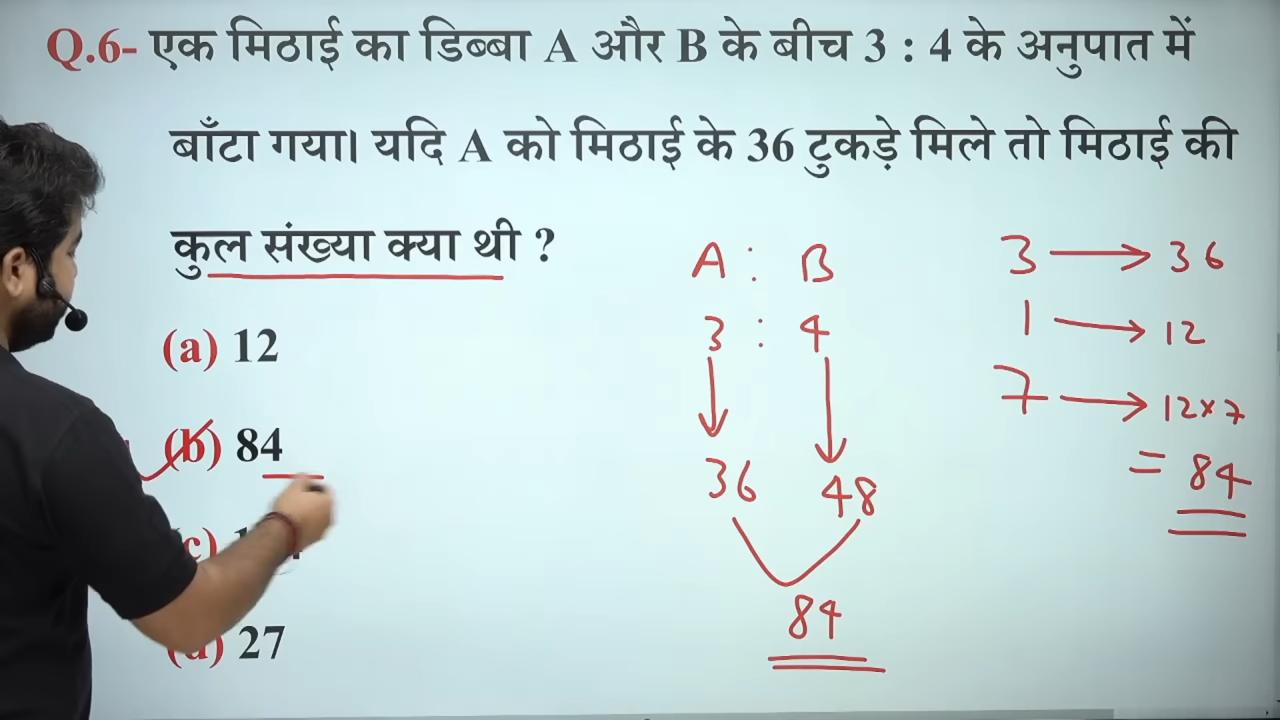 Q.6- एक मिठाई का डिब्बा A और B के बीच 3 : 4 के अनुपात में
बाँटा गया। यदि A को मिठाई के 36 टुकड़े मिले तो मिठाई की
कुल संख्या क्या थी ?
(a) 12
(b) 84
(c)
(d) 27
A : B
3 : 4
36 48
84
3 → 36
1 → 12
7 → 12×7
= 84